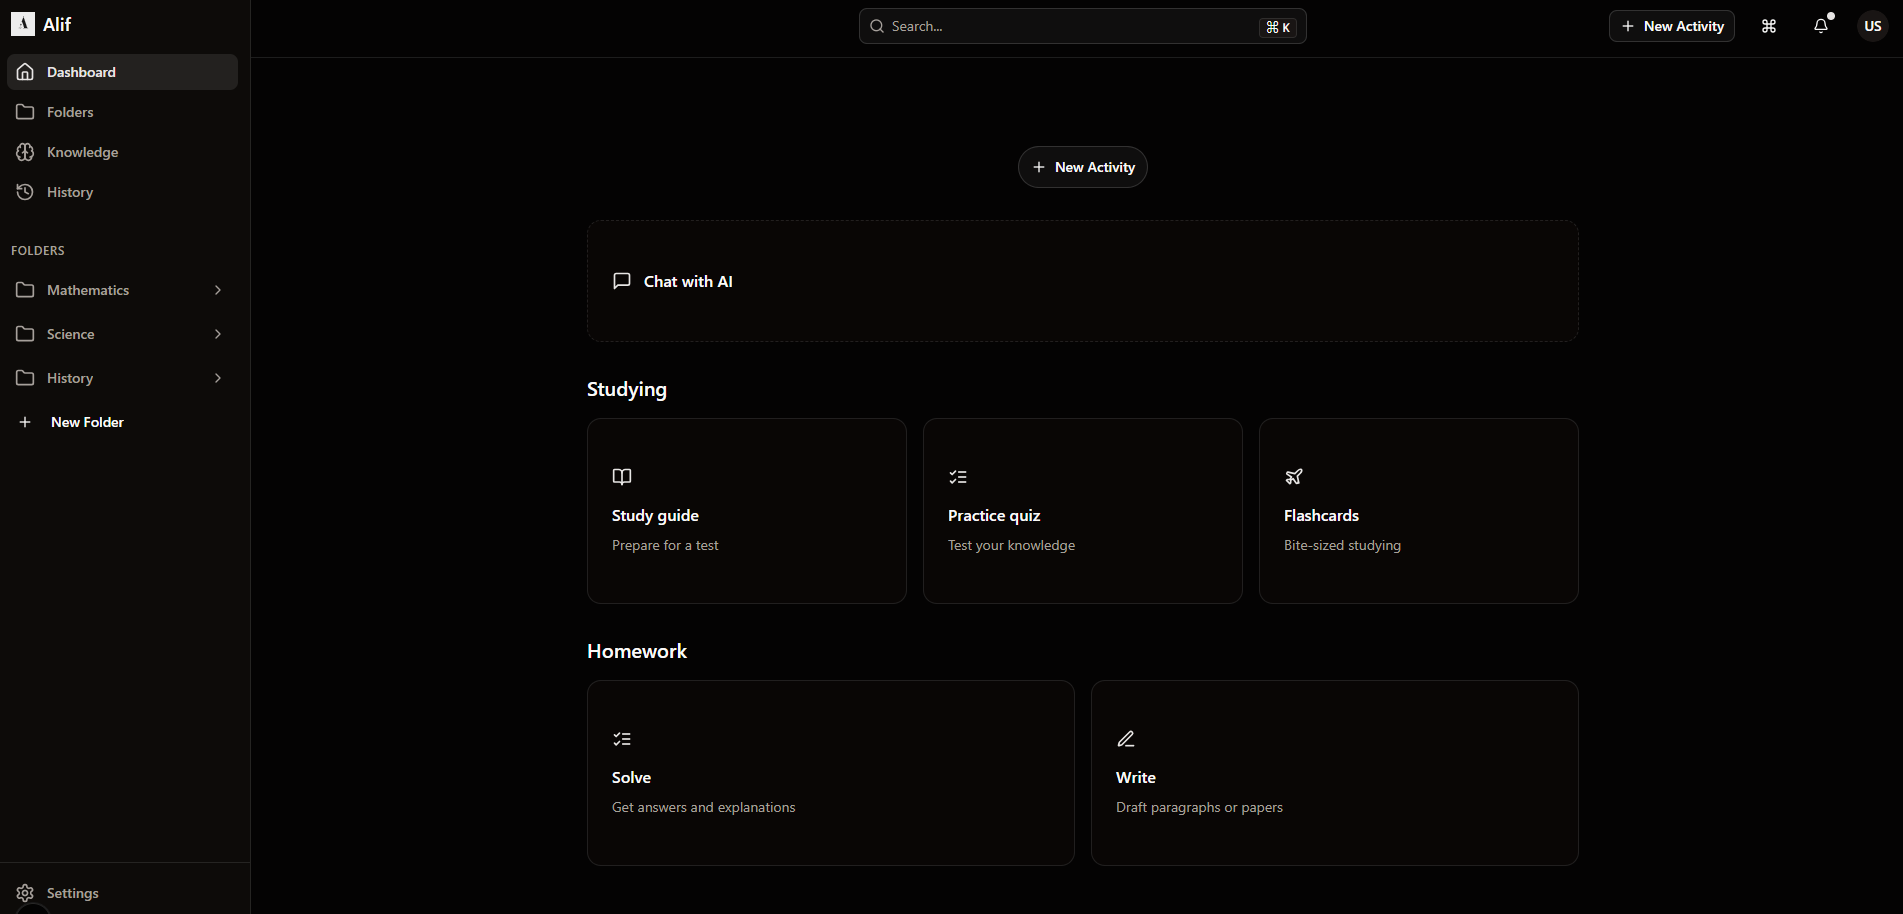 Alif
Search...
⌘ K
New Activity
US
Dashboard
Folders
Knowledge
History
FOLDERS
Mathematics
Science
History
New Folder
Settings
New Activity
Chat with AI
Studying
Study guide
Prepare for a test
Practice quiz
Test your knowledge
Flashcards
Bite-sized studying
Homework
Solve
Get answers and explanations
Write
Draft paragraphs or papers